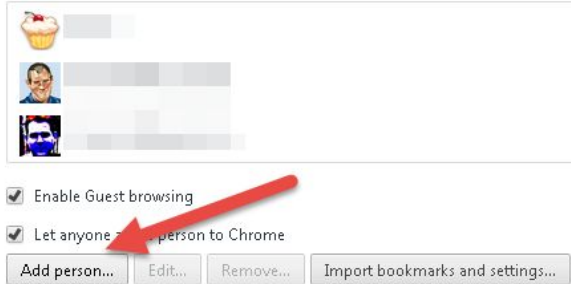 Enable Guest browsing
Let anyone person to Chrome
Add person... Edit... Remove... Import bookmarks and settings...